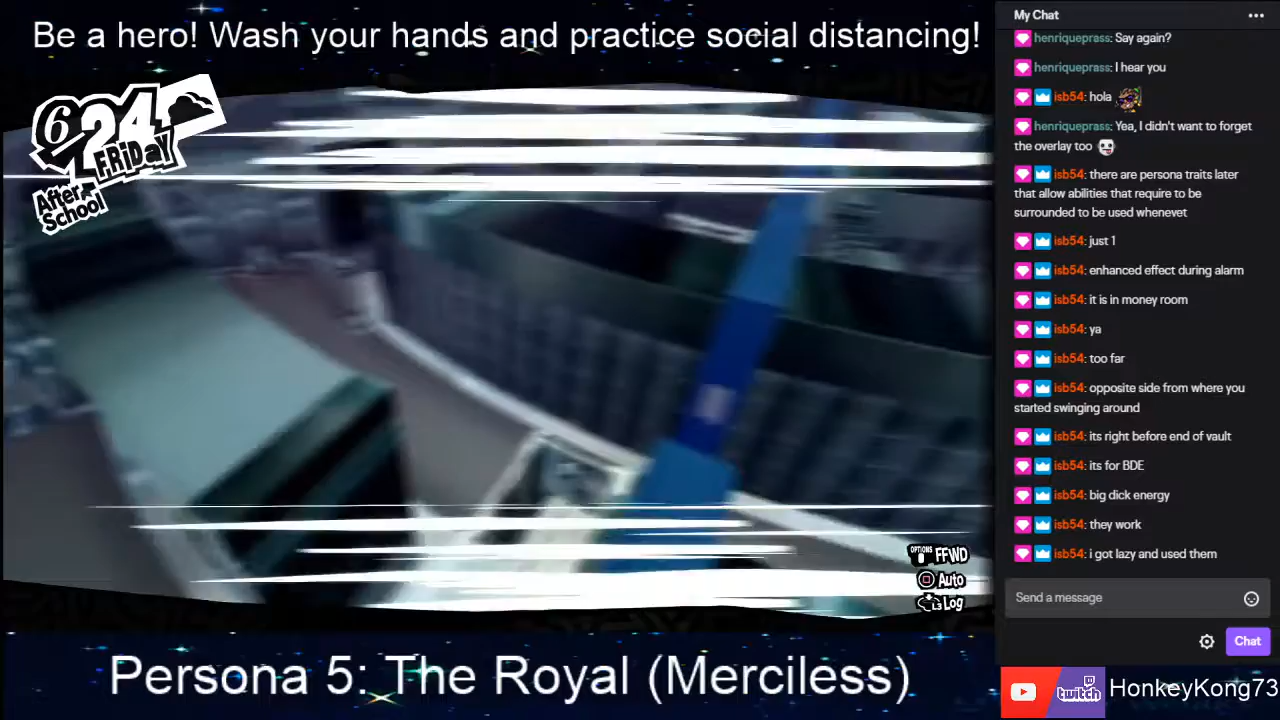 Be a hero! Wash your hands and practice social distancing!
6/24
FRiDaY
After School
OPTIONS FFWD
Auto
L3 Log
Persona 5: The Royal (Merciless)
My Chat
henriqueprass: Say again?
henriqueprass: I hear you
isb54: hola
henriqueprass: Yea, I didn't want to forget
the overlay too
isb54: there are persona traits later
that allow abilities that require to be
surrounded to be used whenevet
isb54: just 1
isb54: enhanced effect during alarm
isb54: it is in money room
isb54: ya
isb54: too far
isb54: opposite side from where you
started swinging around
isb54: its right before end of vault
isb54: its for BDE
isb54: big dick energy
isb54: they work
isb54: i got lazy and used them
Send a message
Chat
twitch
HonkeyKong73